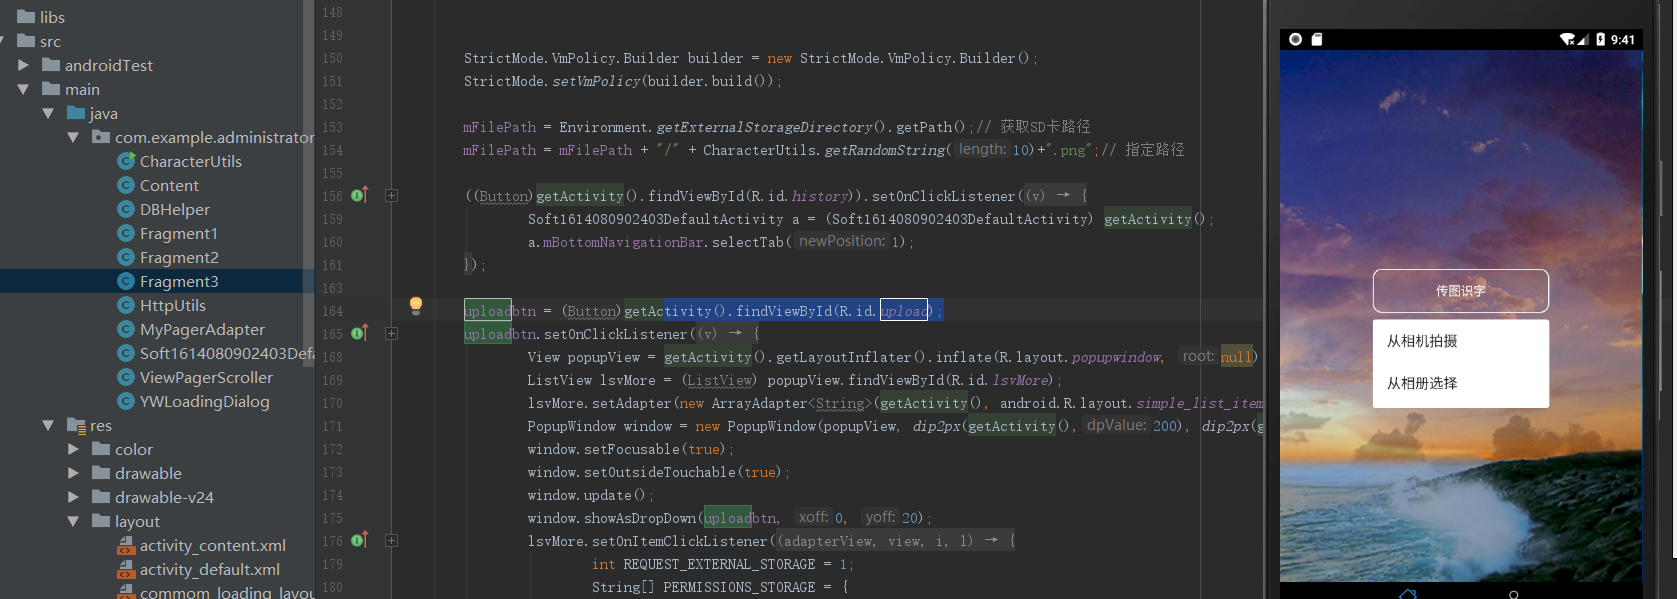 libs
src
androidTest
main
java
com.example.administrator
CharacterUtils
Content
DBHelper
Fragment1
Fragment2
Fragment3
HttpUtils
MyPagerAdapter
Soft1614080902403Defa
ViewPagerScroller
YWLoadingDialog
res
color
drawable
drawable-v24
layout
activity_content.xml
activity_default.xml
commom_loading_layou
148
149
150 StrictMode.VmPolicy.Builder builder = new StrictMode.VmPolicy.Builder();
151 StrictMode.setVmPolicy(builder.build());
152
153 mFilePath = Environment.getExternalStorageDirectory().getPath();// 获取SD卡路径
154 mFilePath = mFilePath + "/" + CharacterUtils.getRandomString( length: 10)+".png";// 指定路径
155
156 ((Button)getActivity().findViewById(R.id.history)).setOnClickListener((v) → {
159 Soft1614080902403DefaultActivity a = (Soft1614080902403DefaultActivity) getActivity();
160 a.mBottomNavigationBar.selectTab( newPosition: 1);
161 });
163
164 uploadbtn = (Button)getActivity().findViewById(R.id.upload);
165 uploadbtn.setOnClickListener((v) → {
168 View popupView = getActivity().getLayoutInflater().inflate(R.layout.popupwindow, root: null)
169 ListView lsvMore = (ListView) popupView.findViewById(R.id.lsvMore);
170 lsvMore.setAdapter(new ArrayAdapter<String>(getActivity(), android.R.layout.simple_list_item
171 PopupWindow window = new PopupWindow(popupView, dip2px(getActivity(), dpValue: 200), dip2px(g
172 window.setFocusable(true);
173 window.setOutsideTouchable(true);
174 window.update();
175 window.showAsDropDown(uploadbtn, xoff: 0, yoff: 20);
176 lsvMore.setOnItemClickListener((adapterView, view, i, l) → {
179 int REQUEST_EXTERNAL_STORAGE = 1;
180 String[] PERMISSIONS_STORAGE = {
9:41
传图识字
从相机拍摄
从相册选择